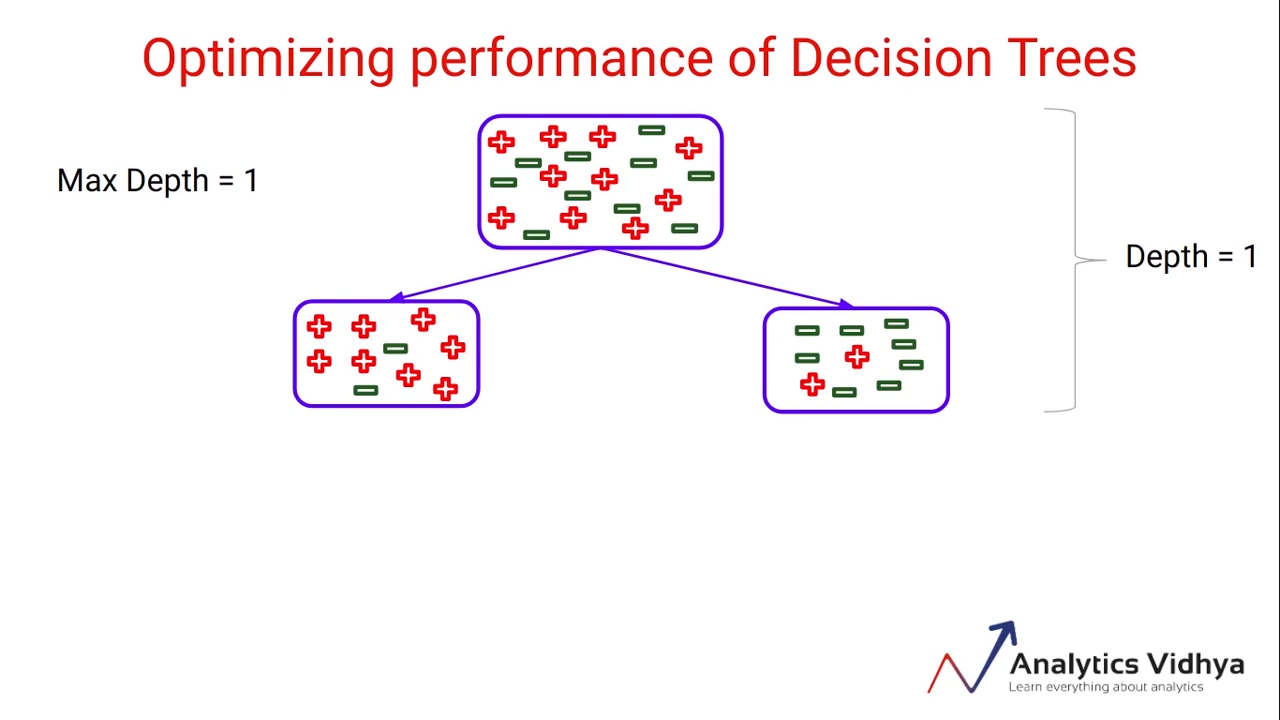 Optimizing performance of Decision Trees
Max Depth = 1
Depth = 1
Analytics Vidhya
Learn everything about analytics